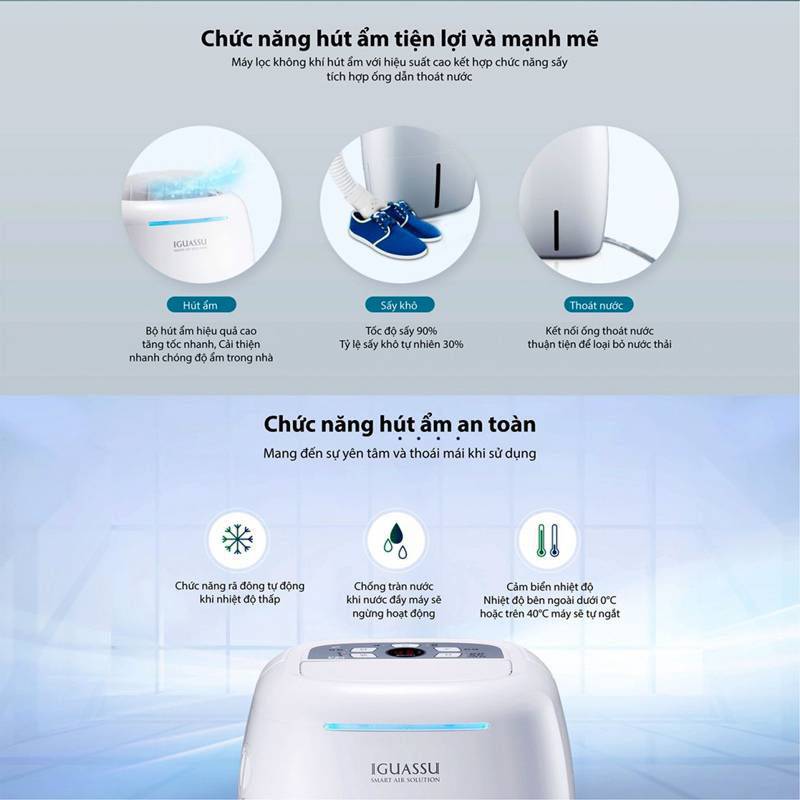 Chức năng hút ẩm tiện lợi và mạnh mẽ
Máy lọc không khí hút ẩm với hiệu suất cao kết hợp chức năng sấy
tích hợp ống dẫn thoát nước
IGUASSU
Hút ẩm
Bộ hút ẩm hiệu quả cao
tăng tốc nhanh, Cải thiện
nhanh chóng độ ẩm trong nhà
Sấy khô
Tốc độ sấy 90%
Tỷ lệ sấy khô tự nhiên 30%
Thoát nước
Kết nối ống thoát nước
thuận tiện để loại bỏ nước thải
Chức năng hút ẩm an toàn
Mang đến sự yên tâm và thoái mái khi sử dụng
Chức năng rã đông tự động
khi nhiệt độ thấp
Chống tràn nước
khi nước đầy máy sẽ
ngừng hoạt động
Cảm biển nhiệt độ
Nhiệt độ bên ngoài dưới 0°C
hoặc trên 40°C máy sẽ tự ngắt
IGUASSU
SMART AIR SOLUTION